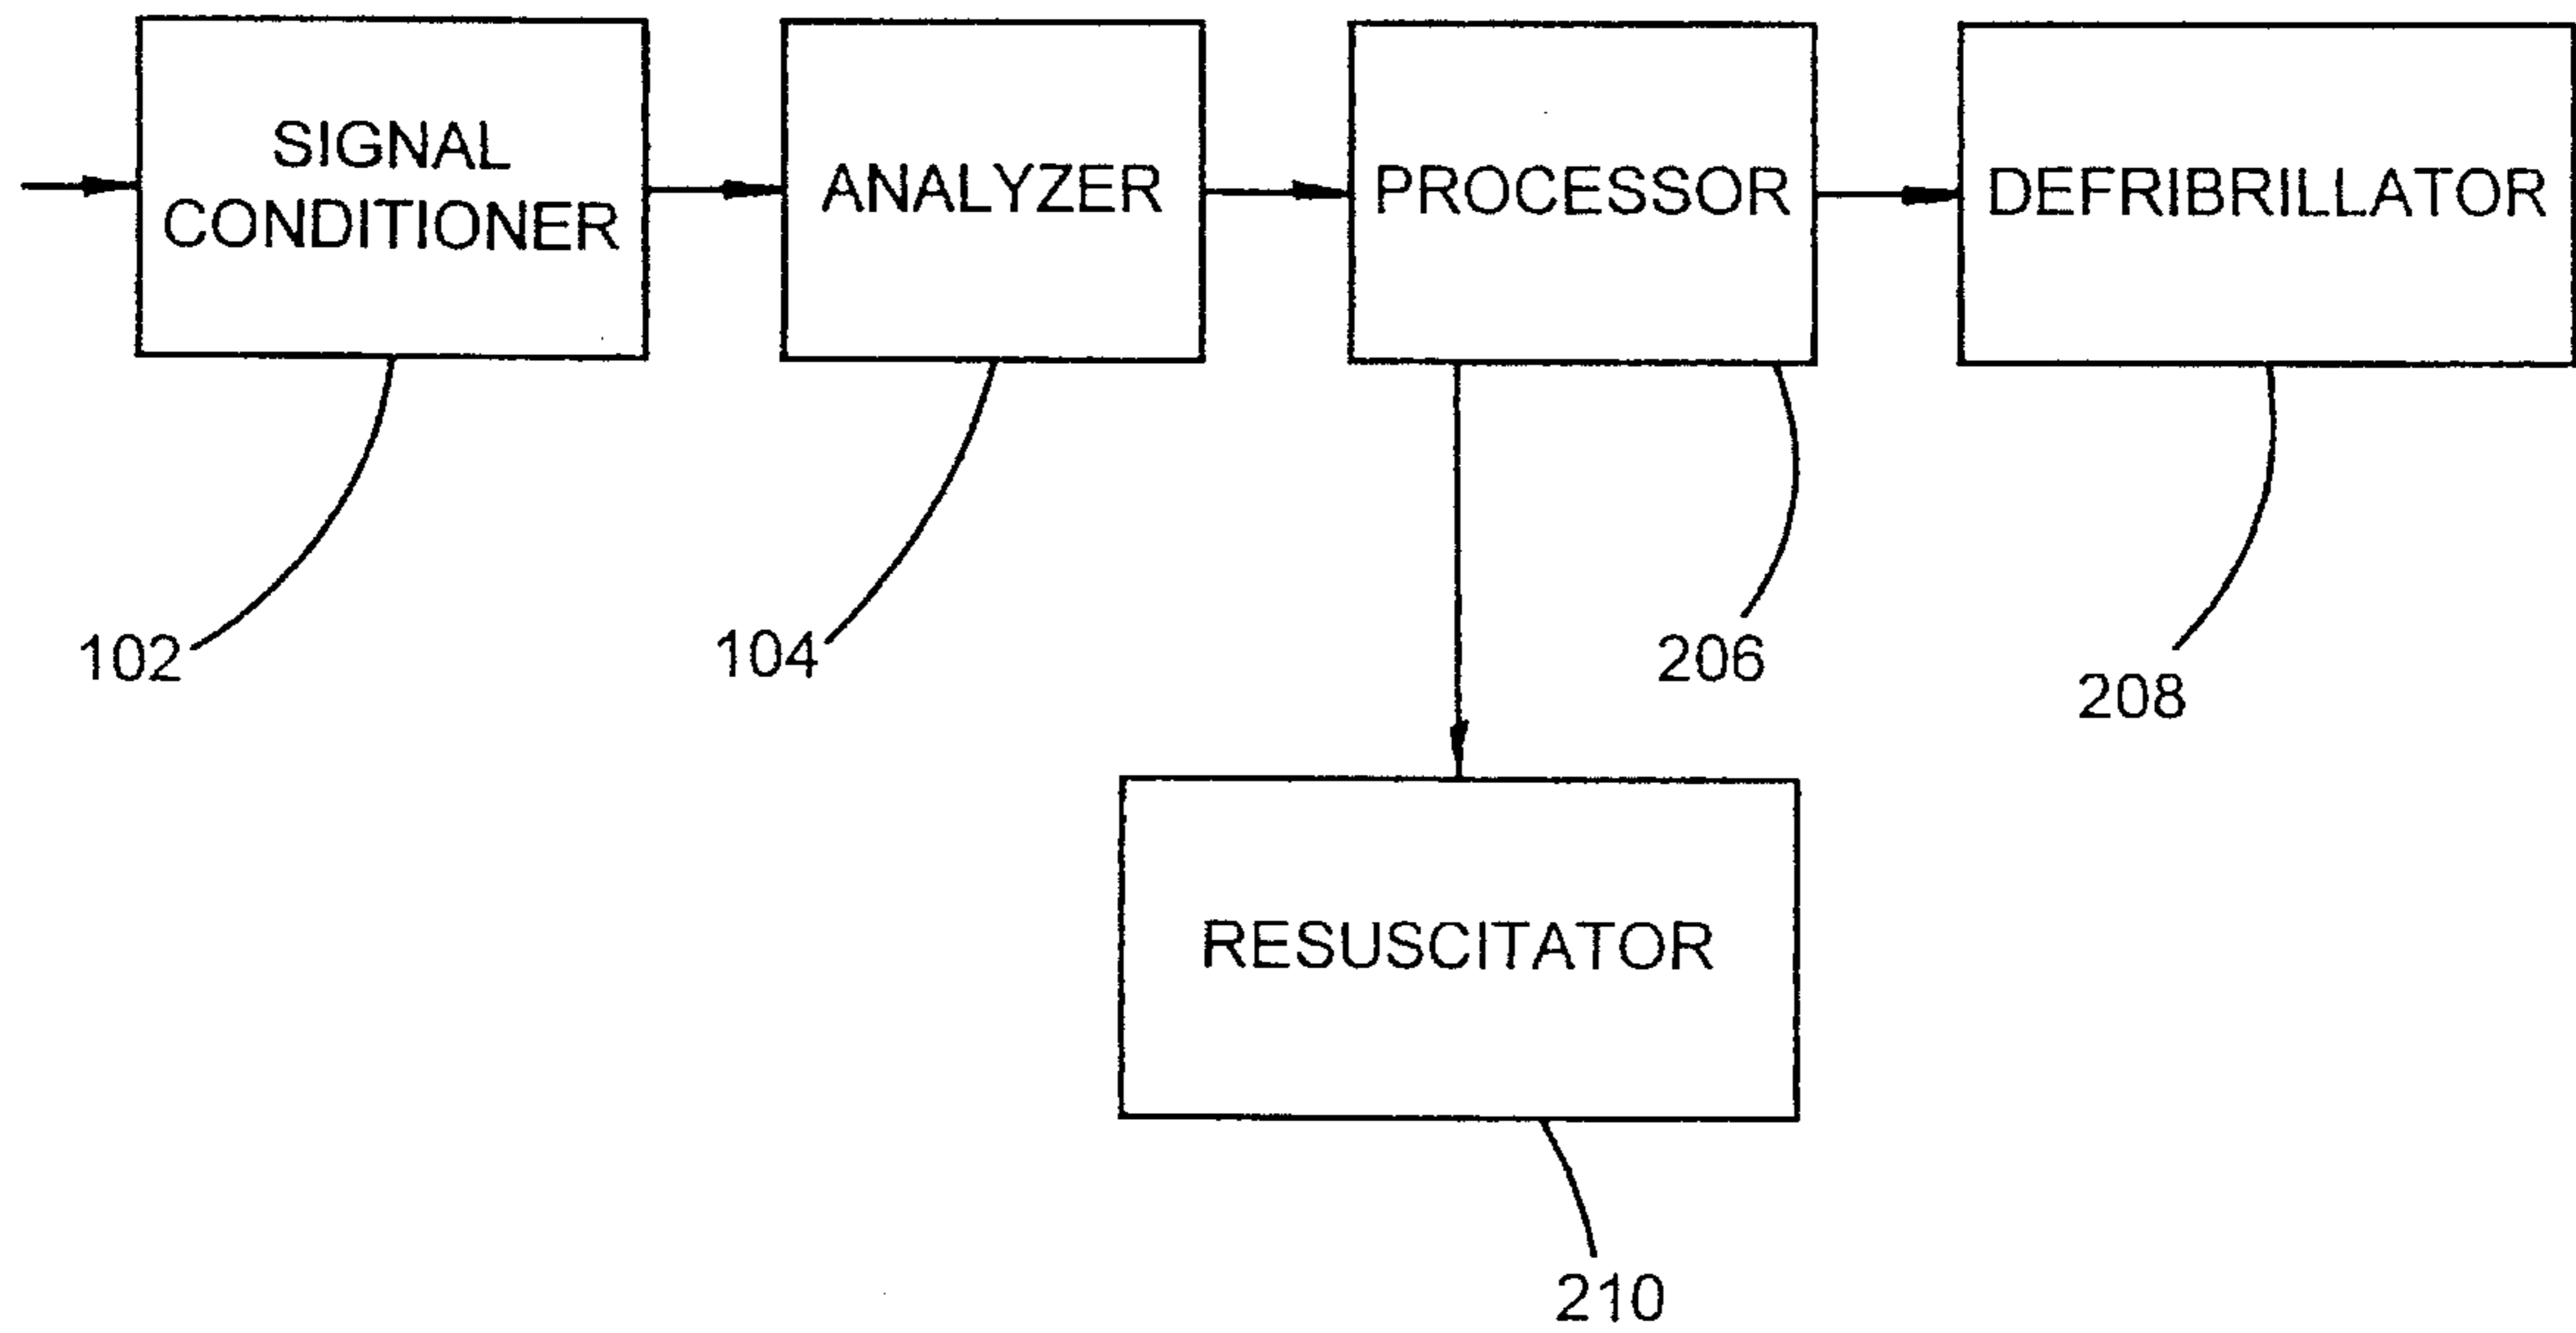 SIGNAL
CONDITIONER
ANALYZER
PROCESSOR
DEFRIBRILLATOR
102
104
206
208
RESUSCITATOR
210